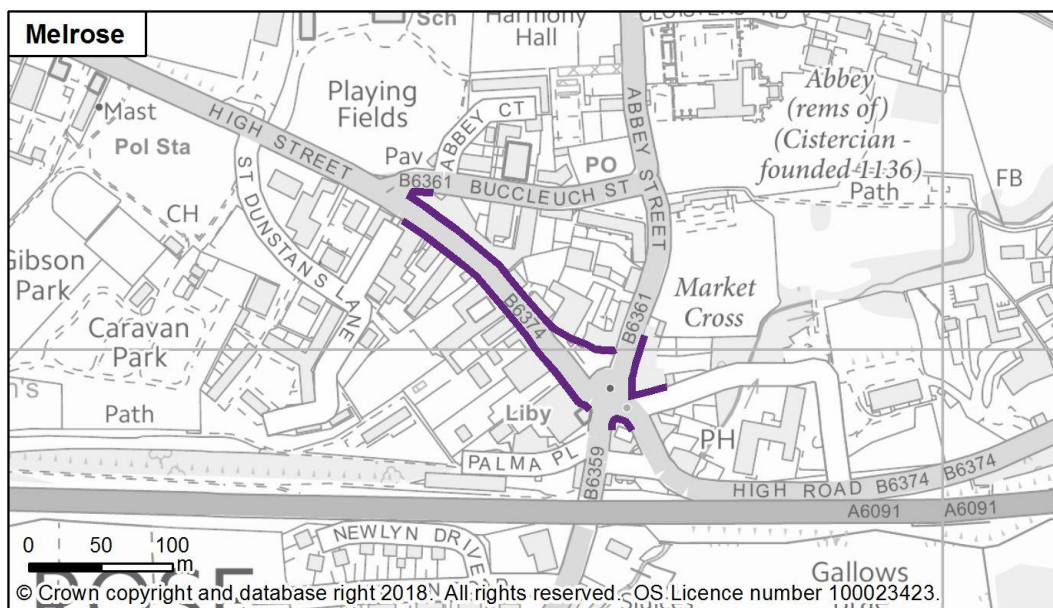 Melrose
Sch
Harmony
Hall
CLOISTERS RD
Mast
Pol Sta
Playing
Fields
HIGH STREET
ABBEY CT
ABBEY STREET
Abbey
(rems of)
(Cistercian -
founded 1136)
Path
FB
Pav
PO
B6361
BUCCLEUCH ST
ST DUNSTANS LANE
CH
Gibson
Park
Caravan
Park
Path
B6374
B6361
Market
Cross
Liby
PALMA PL
B6359
PH
HIGH ROAD B6374
B6374
A6091
A6091
NEWLYN DRIVE
0 50 100
m
Gallows
© Crown copyright and database right 2018. All rights reserved. OS Licence number 100023423.